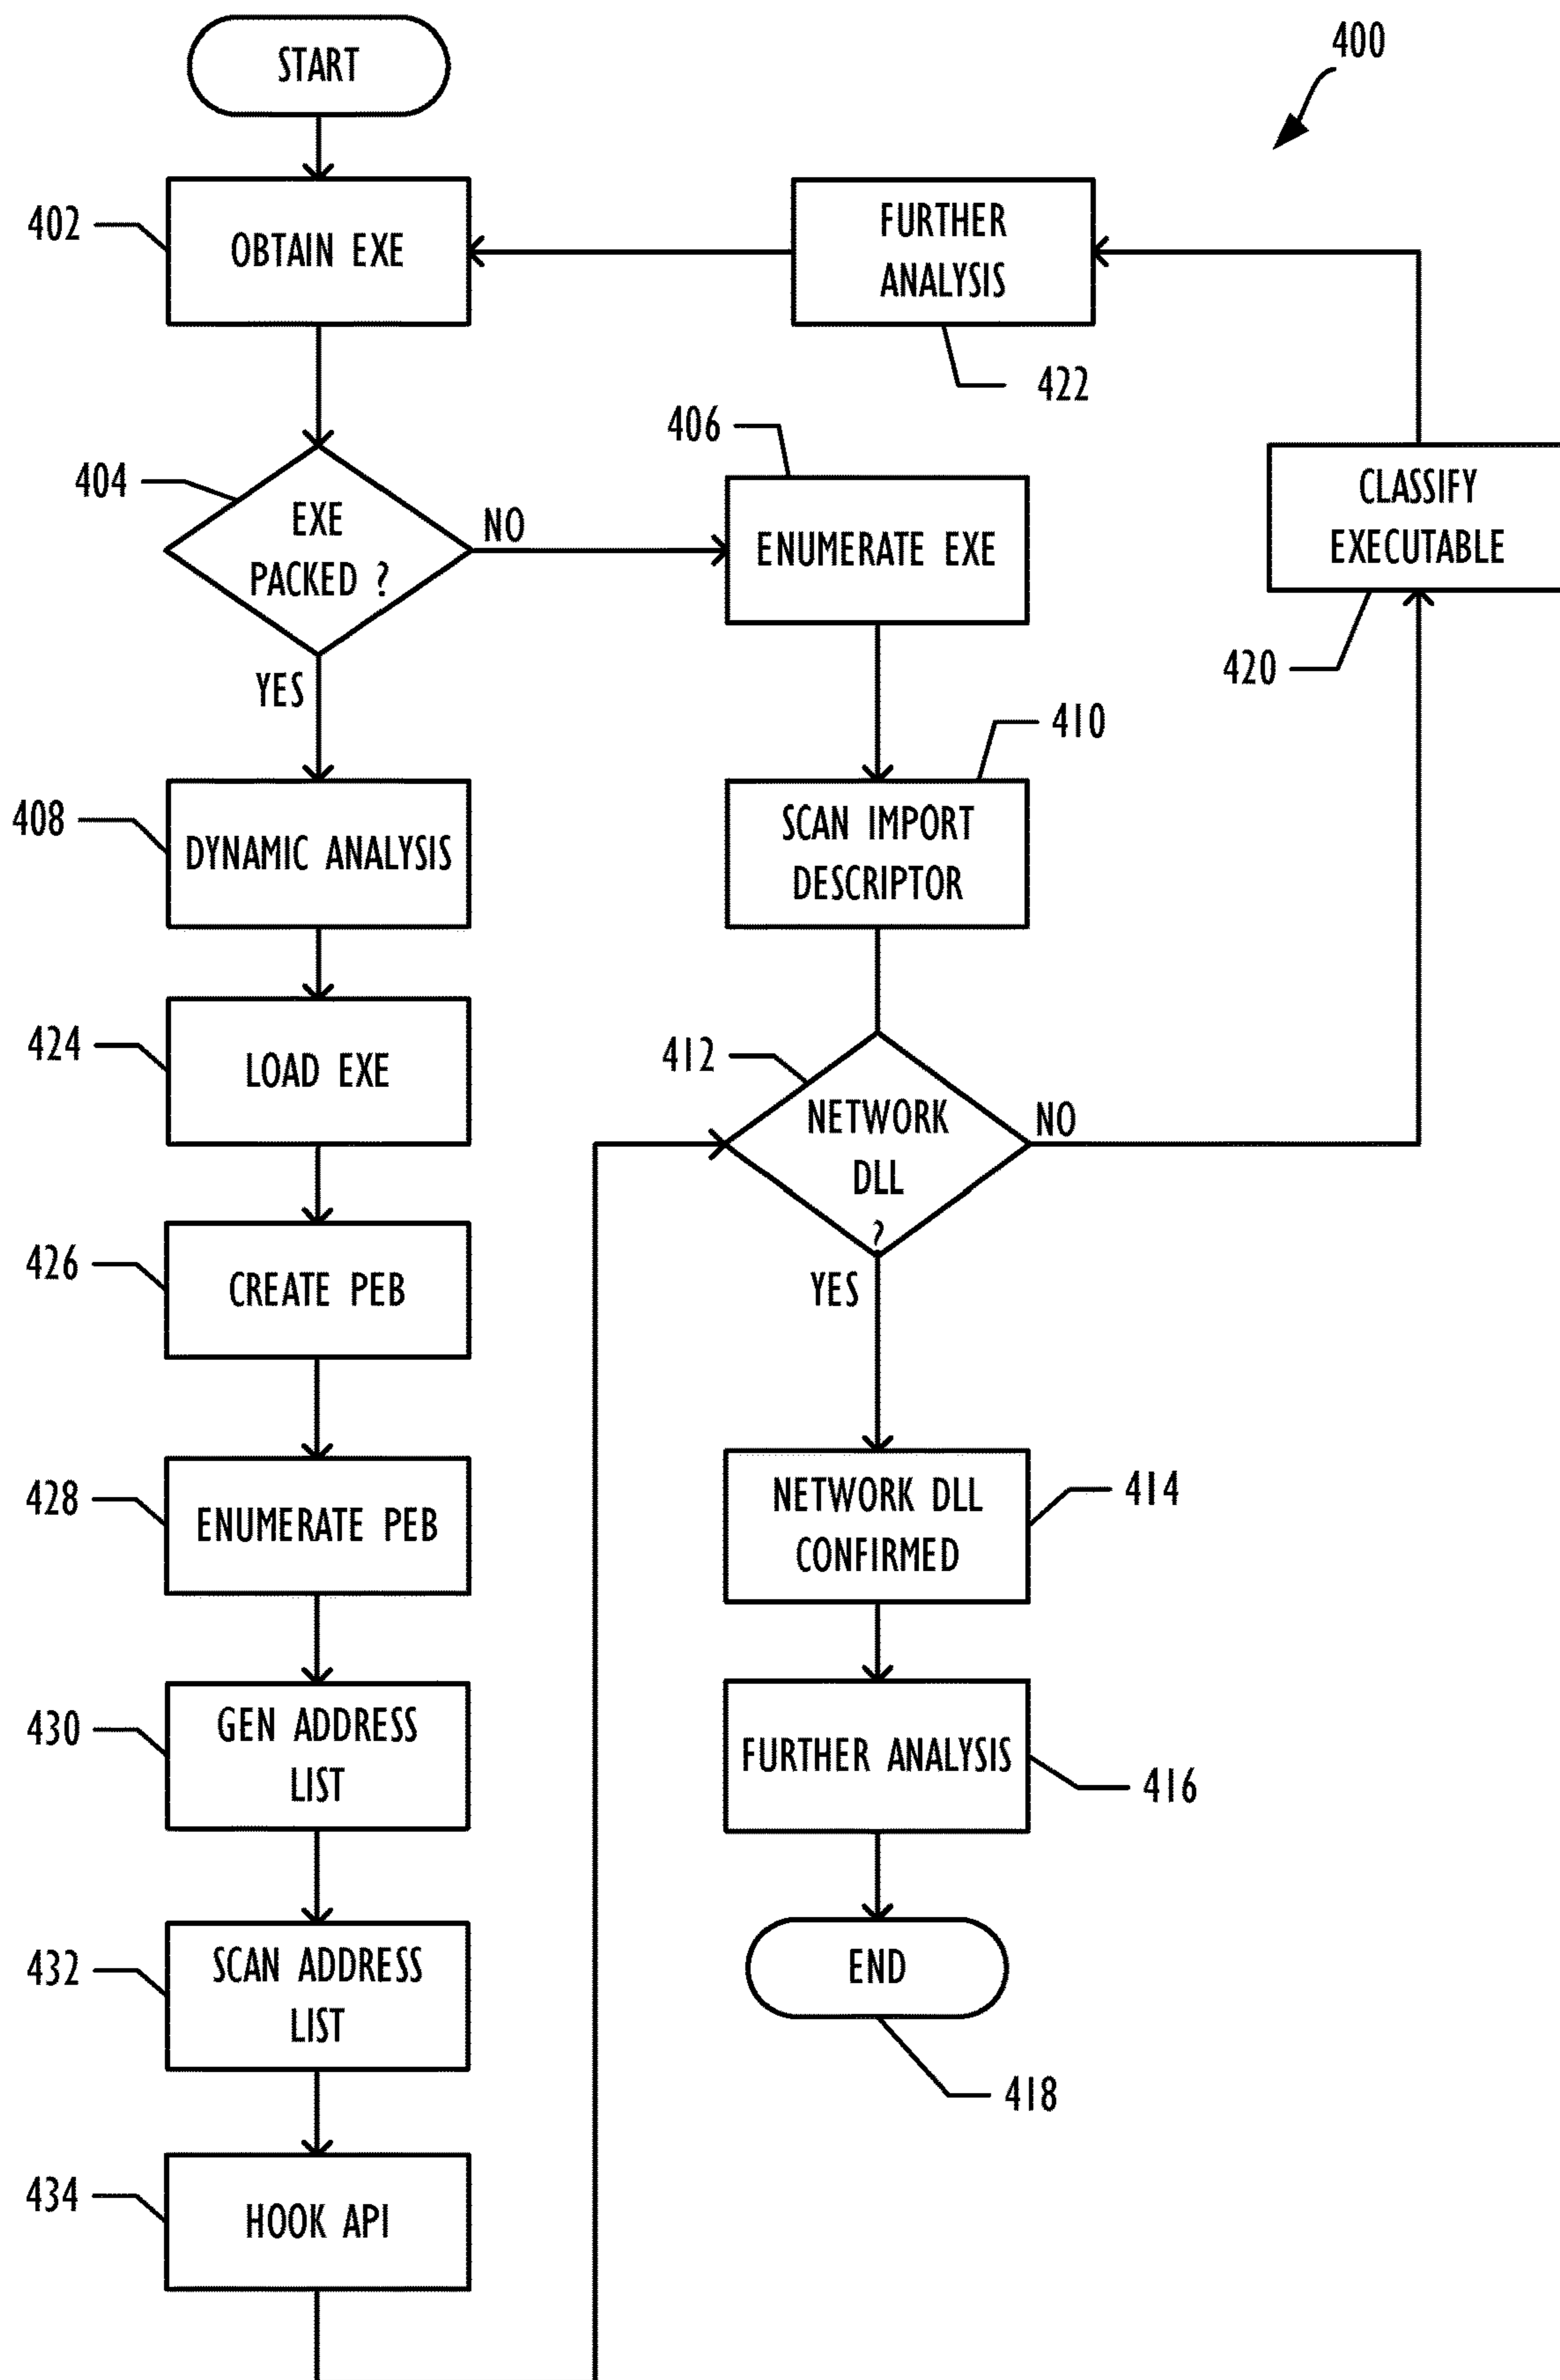 START
400
402
OBTAIN EXE
FURTHER
ANALYSIS
422
406
404
EXE
PACKED ?
NO
YES
ENUMERATE EXE
CLASSIFY
EXECUTABLE
420
410
408
DYNAMIC ANALYSIS
SCAN IMPORT
DESCRIPTOR
424
LOAD EXE
412
NETWORK
DLL
?
NO
YES
426
CREATE PEB
428
ENUMERATE PEB
NETWORK DLL
CONFIRMED
414
430
GEN ADDRESS
LIST
FURTHER ANALYSIS
416
432
SCAN ADDRESS
LIST
END
418
434
HOOK API